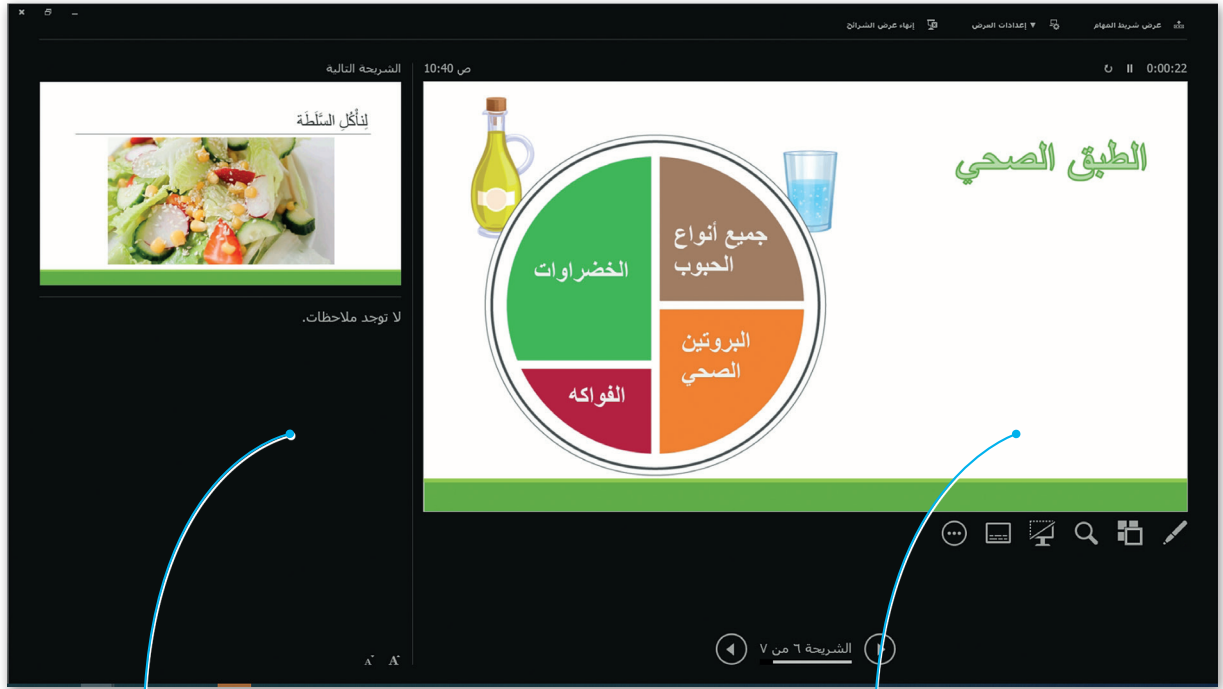 عرض شريط المهام
إعدادات العرض ▼
إنهاء عرض الشرائح
0:00:22
10:40 ص
الشريحة التالية
الطبق الصحي
جميع أنواع
الحبوب
الخضراوات
البروتين
الصحي
الفواكه
لِنأْكُلِ السَّلَطَة
لا توجد ملاحظات.
الشريحة ٦ من ٧
A A